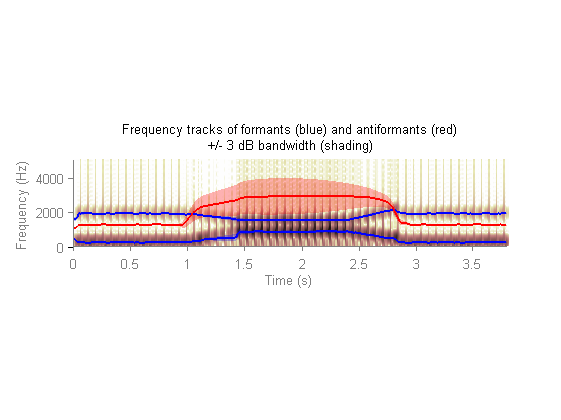 Frequency tracks of formants (blue) and antiformants (red)
+/- 3 dB bandwidth (shading)
Frequency (Hz)
4000
2000
0
0 0.5 1 1.5 2 2.5 3 3.5
Time (s)